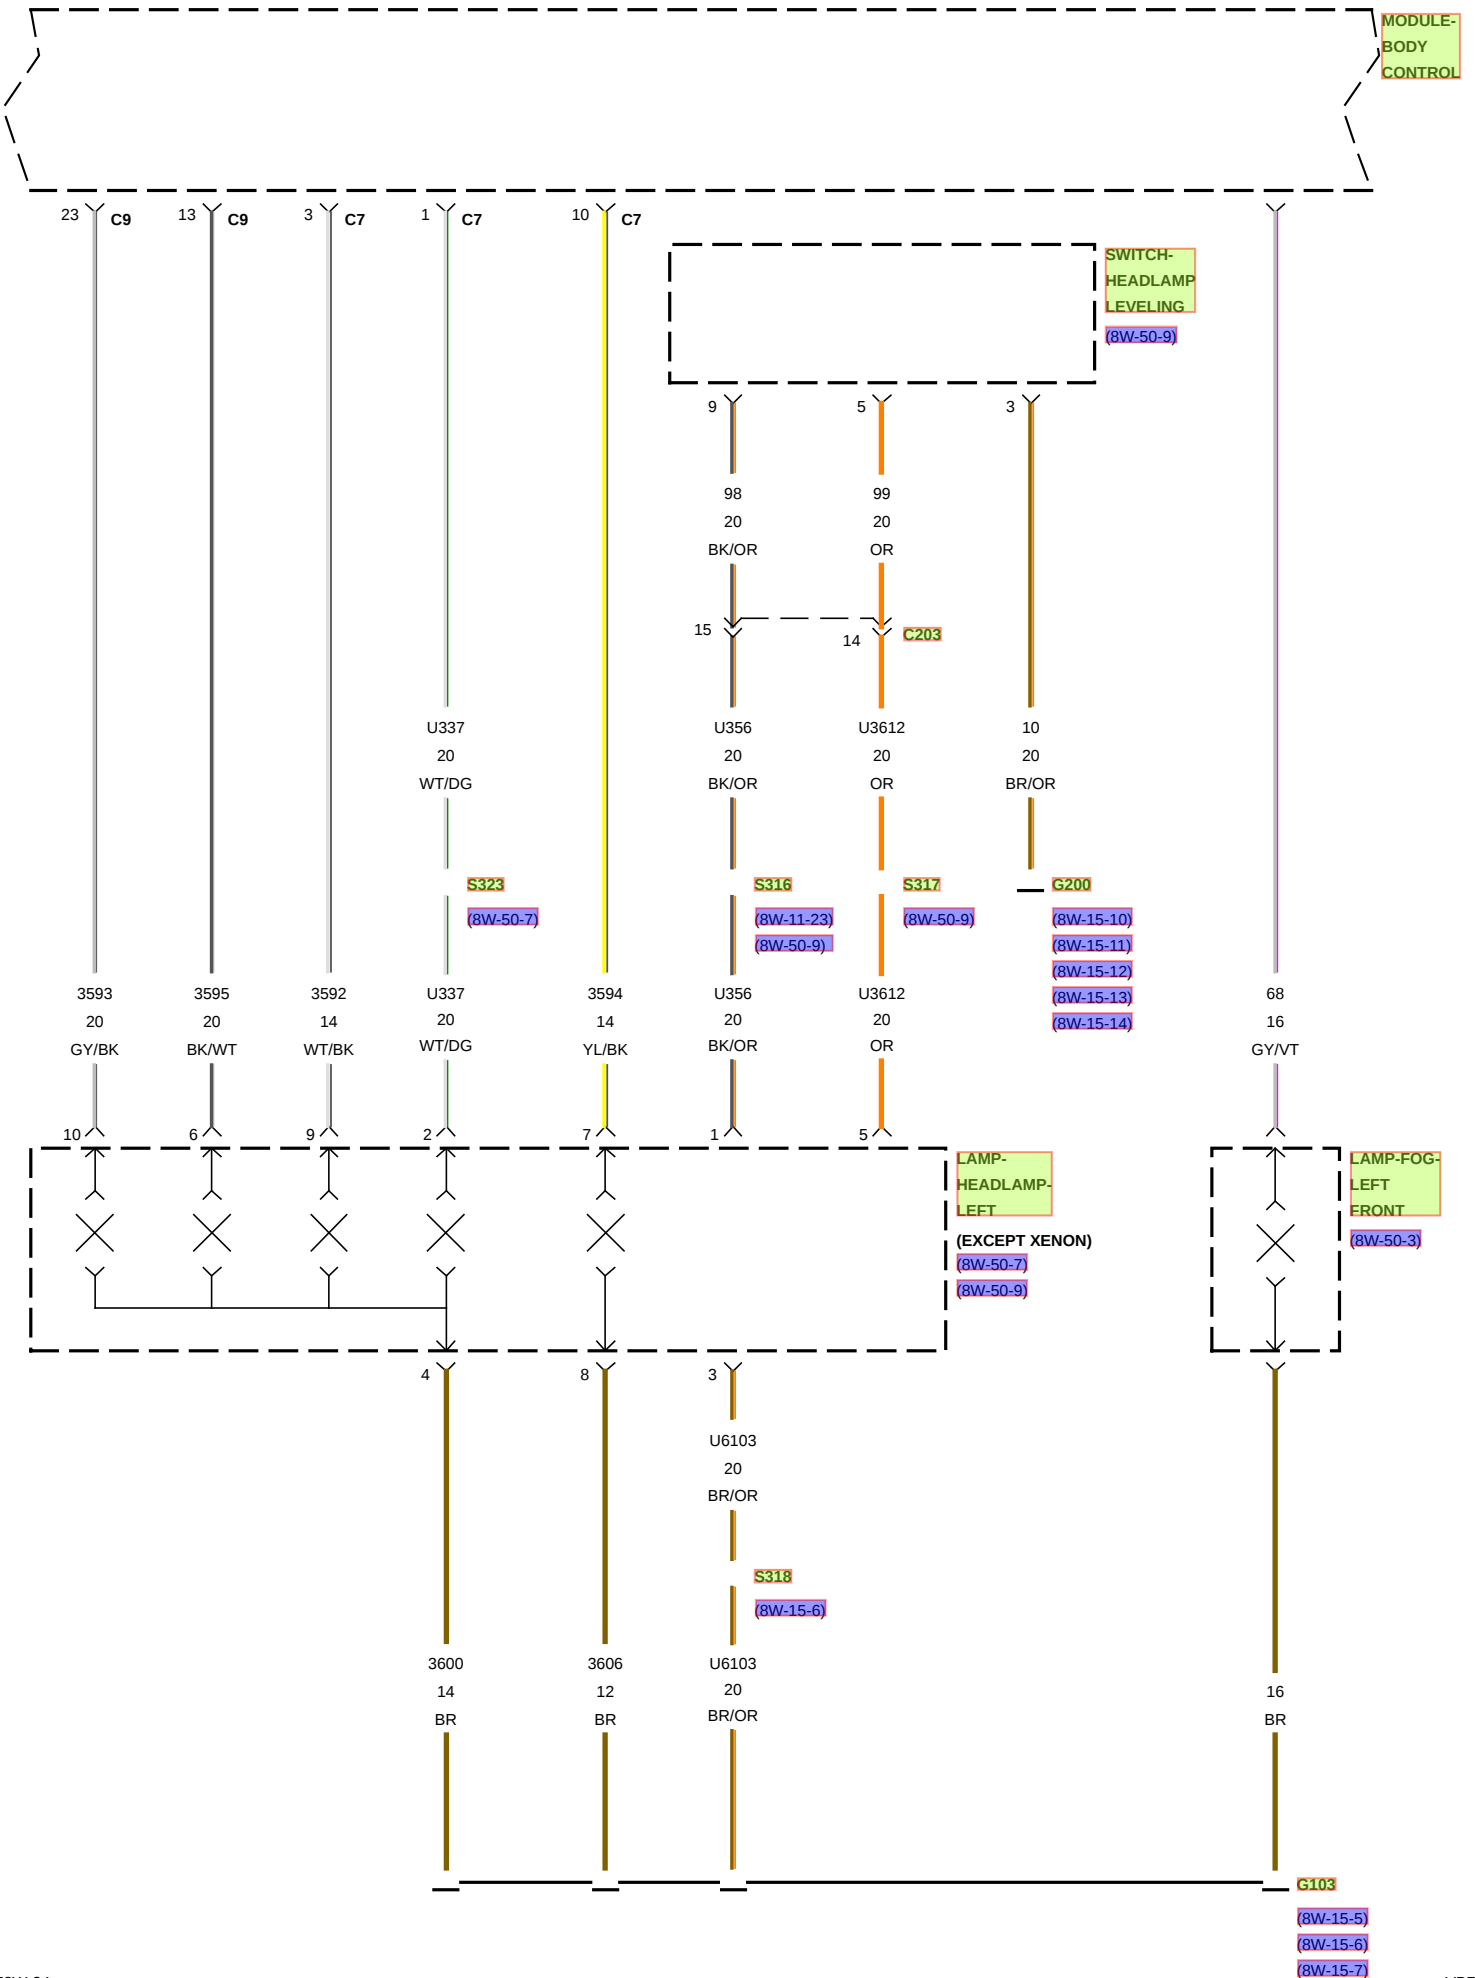 MODULE-
BODY
CONTROL
23 C9 13 C9 3 C7 1 C7 10 C7
SWITCH-
HEADLAMP
LEVELING
(8W-50-9)
9 5 3
98 99
20 20
BK/OR OR
15 14 C203
U337 U356 U3612 10
20 20 20 20
WT/DG BK/OR OR BR/OR
S323 S316 S317 G200
(8W-50-7) (8W-11-23) (8W-50-9) (8W-15-10)
(8W-50-9) (8W-15-11)
(8W-15-12)
(8W-15-13)
(8W-15-14)
3593 3595 3592 U337 3594 U356 U3612 68
20 20 14 20 14 20 20 16
GY/BK BK/WT WT/BK WT/DG YL/BK BK/OR OR GY/VT
10 6 9 2 7 1 5
LAMP-
HEADLAMP-
LEFT
(EXCEPT XENON)
(8W-50-7)
(8W-50-9)
LAMP-FOG-
LEFT
FRONT
(8W-50-3)
4 8 3
U6103
20
BR/OR
S318
(8W-15-6)
3600 3606 U6103
14 12 20 16
BR BR BR/OR BR
G103
(8W-15-5)
(8W-15-6)
(8W-15-7)